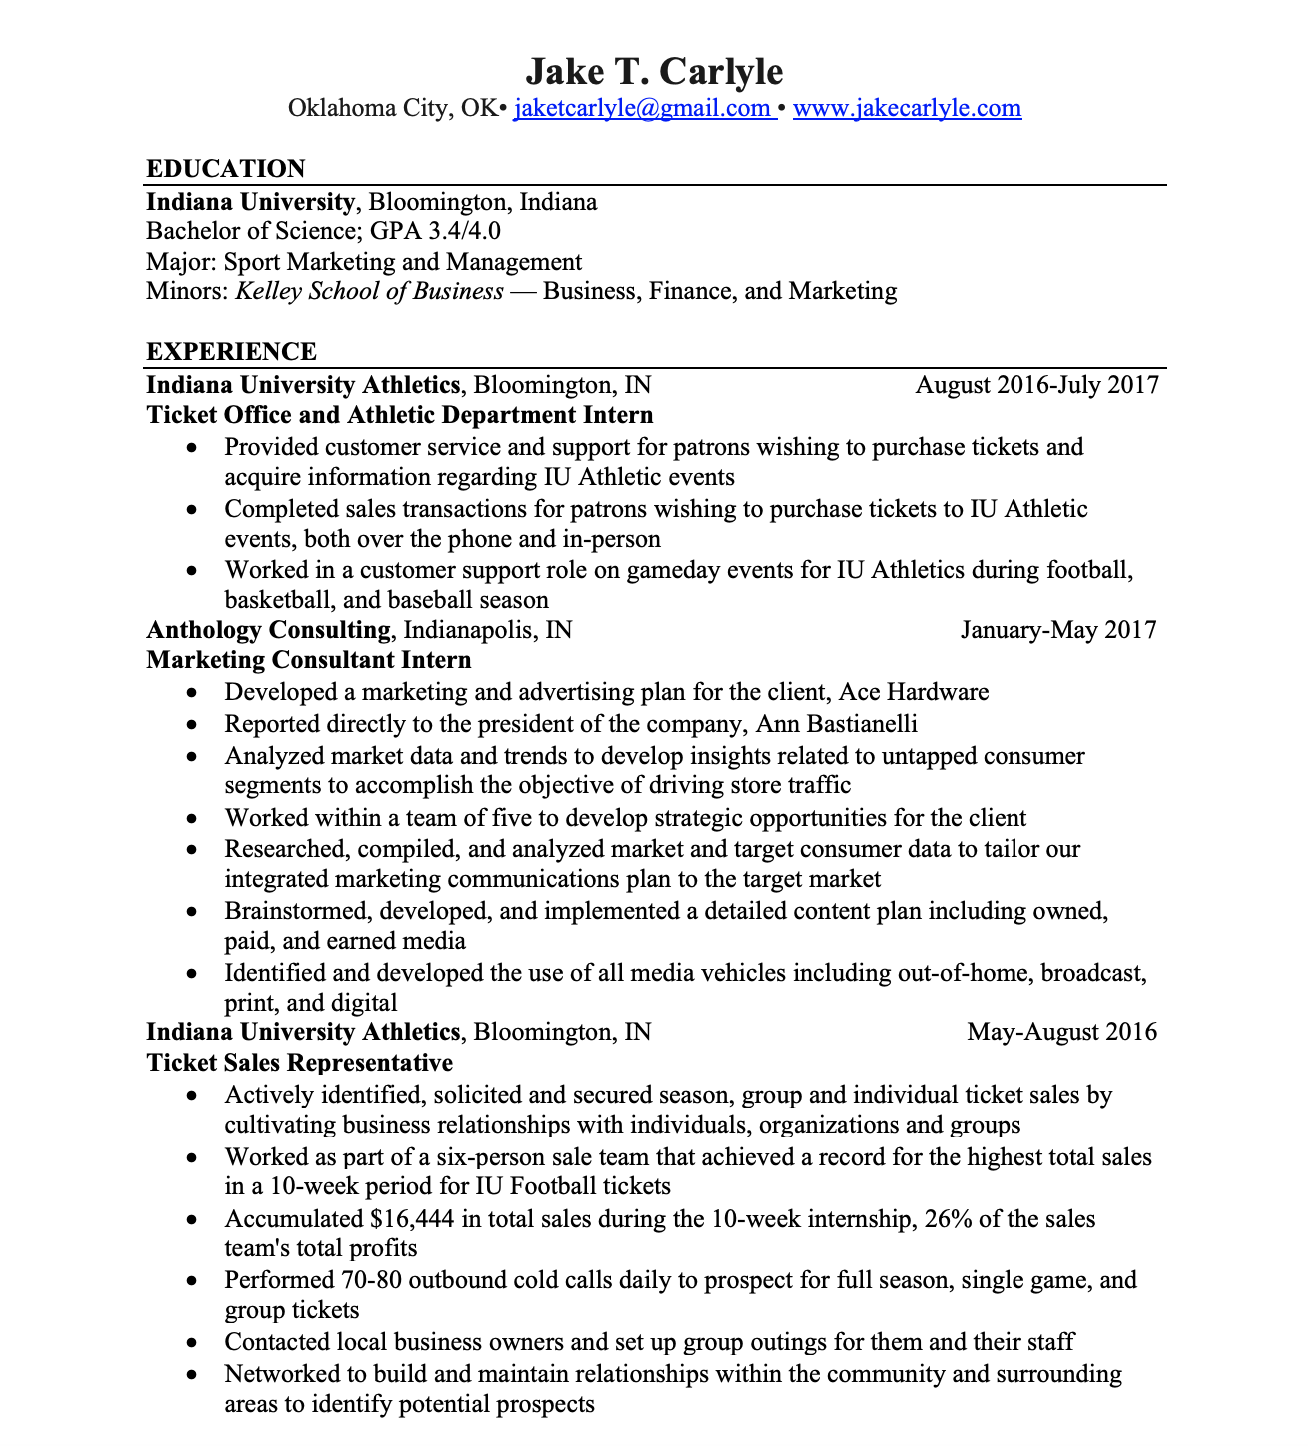 Jake T. Carlyle
Oklahoma City, OK• jaketcarlyle@gmail.com • www.jakecarlyle.com
EDUCATION
Indiana University, Bloomington, Indiana
Bachelor of Science; GPA 3.4/4.0
Major: Sport Marketing and Management
Minors: Kelley School of Business — Business, Finance, and Marketing
EXPERIENCE
Indiana University Athletics, Bloomington, IN August 2016-July 2017
Ticket Office and Athletic Department Intern
• Provided customer service and support for patrons wishing to purchase tickets and
acquire information regarding IU Athletic events
• Completed sales transactions for patrons wishing to purchase tickets to IU Athletic
events, both over the phone and in-person
• Worked in a customer support role on gameday events for IU Athletics during football,
basketball, and baseball season
Anthology Consulting, Indianapolis, IN January-May 2017
Marketing Consultant Intern
• Developed a marketing and advertising plan for the client, Ace Hardware
• Reported directly to the president of the company, Ann Bastianelli
• Analyzed market data and trends to develop insights related to untapped consumer
segments to accomplish the objective of driving store traffic
• Worked within a team of five to develop strategic opportunities for the client
• Researched, compiled, and analyzed market and target consumer data to tailor our
integrated marketing communications plan to the target market
• Brainstormed, developed, and implemented a detailed content plan including owned,
paid, and earned media
• Identified and developed the use of all media vehicles including out-of-home, broadcast,
print, and digital
Indiana University Athletics, Bloomington, IN May-August 2016
Ticket Sales Representative
• Actively identified, solicited and secured season, group and individual ticket sales by
cultivating business relationships with individuals, organizations and groups
• Worked as part of a six-person sale team that achieved a record for the highest total sales
in a 10-week period for IU Football tickets
• Accumulated $16,444 in total sales during the 10-week internship, 26% of the sales
team's total profits
• Performed 70-80 outbound cold calls daily to prospect for full season, single game, and
group tickets
• Contacted local business owners and set up group outings for them and their staff
• Networked to build and maintain relationships within the community and surrounding
areas to identify potential prospects